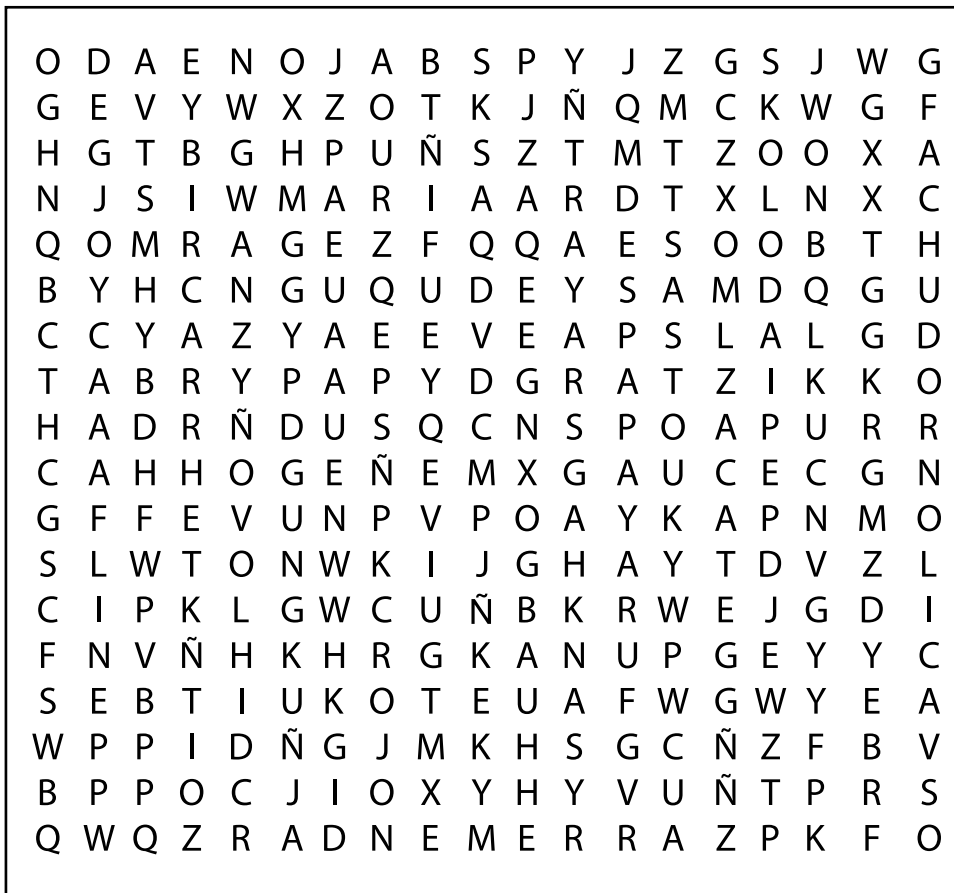 O D A E N O J A B S P Y J Z G S J W G
G E V Y W X Z O T K J Ñ Q M C K W G F
H G T B G H P U Ñ S Z T M T Z O O X A
N J S I W M A R I A A R D T X L N X C
Q O M R A G E Z F Q Q A E S O O B T H
B Y H C N G U Q U D E Y S A M D Q G U
C C Y A Z Y A E E V E A P S L A L G D
T A B R Y P A P Y D G R A T Z I K K O
H A D R Ñ D U S Q C N S P O A P U R R
C A H H O G E Ñ E M X G A U C E C G N
G F F E V U N P V P O A Y K A P N M O
S L W T O N W K I J G H A Y T D V Z L
C I P K L G W C U Ñ B K R W E J G D I
F N V Ñ H K H R G K A N U P G E Y Y C
S E B T I U K O T E U A F W G W Y E A
W P P I D Ñ G J M K H S G C Ñ Z F B V
B P P O C J I O X Y H Y V U Ñ T P R S
Q W Q Z R A D N E M E R R A Z P K F O